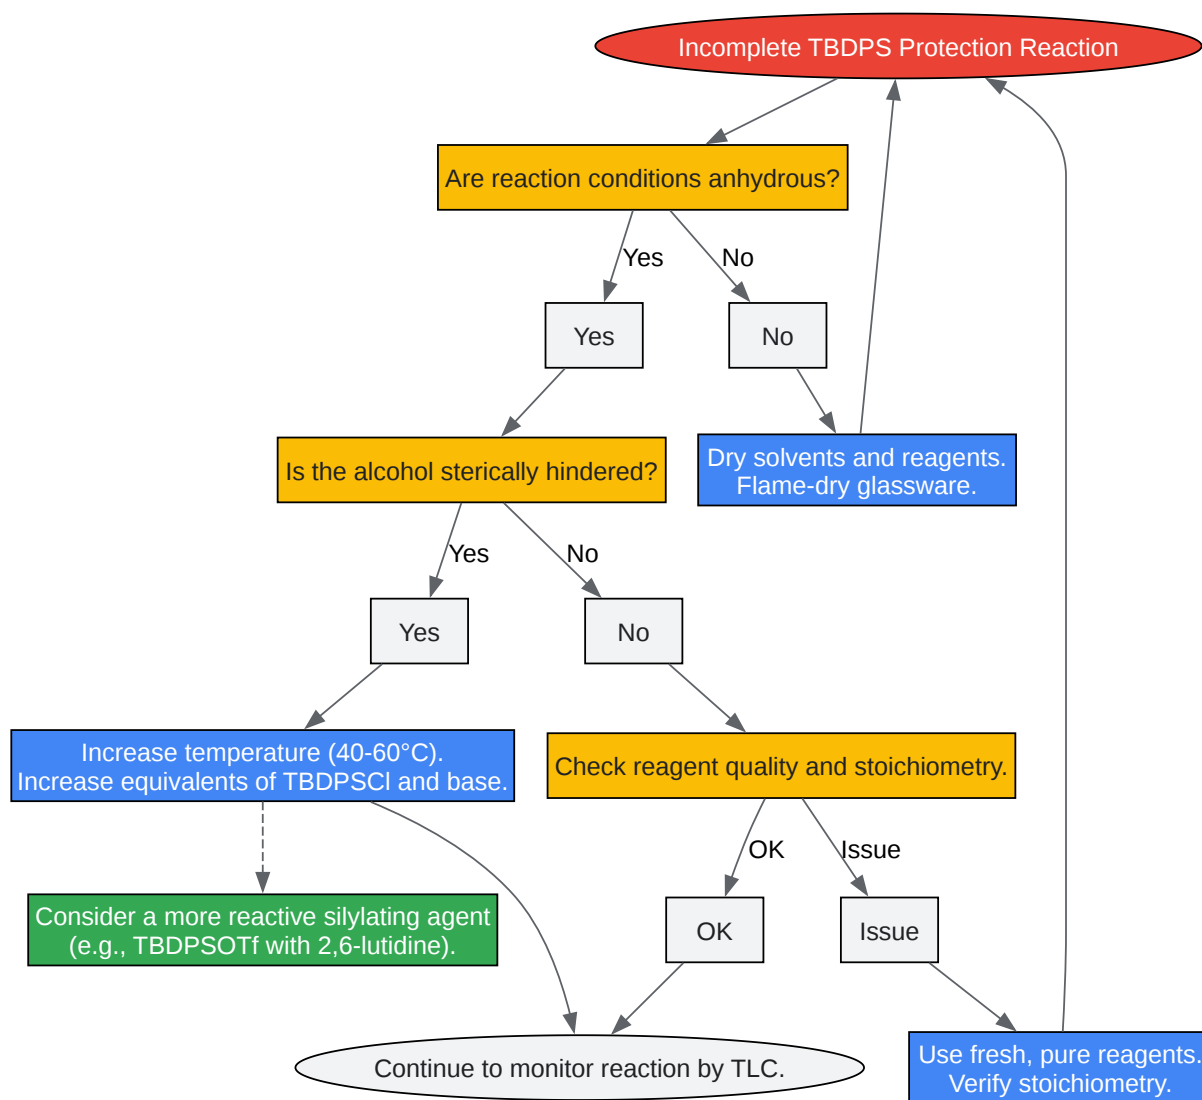 Incomplete TBDPS Protection Reaction
Are reaction conditions anhydrous?
Yes
No
Yes
No
Dry solvents and reagents.
Flame-dry glassware.
Is the alcohol sterically hindered?
Yes
No
Yes
No
Increase temperature (40-60°C).
Increase equivalents of TBDPSCl and base.
Check reagent quality and stoichiometry.
OK
Issue
Consider a more reactive silylating agent
(e.g., TBDPSOTf with 2,6-lutidine).
OK
Issue
Continue to monitor reaction by TLC.
Use fresh, pure reagents.
Verify stoichiometry.